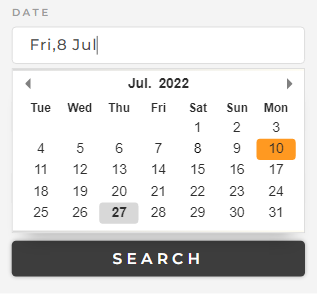 DATE
Fri,8 Jul
Jul. 2022
Tue Wed Thu Fri Sat Sun Mon
1 2 3
4 5 6 7 8 9 10
11 12 13 14 15 16 17
18 19 20 21 22 23 24
25 26 27 28 29 30 31
SEARCH